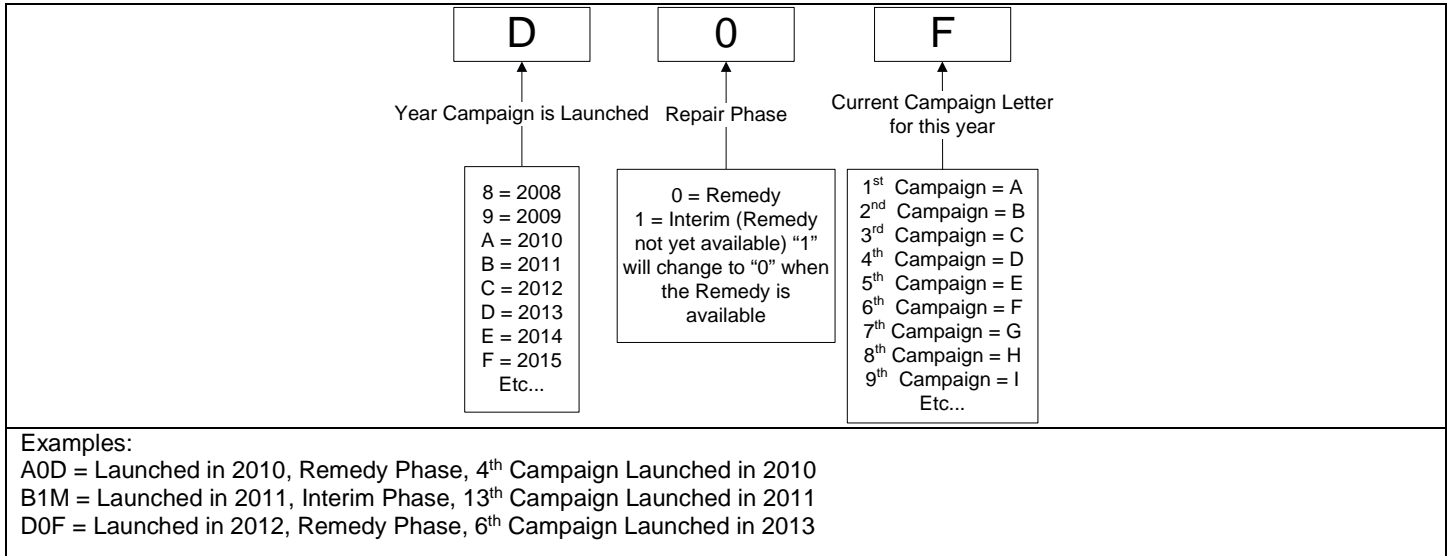 D
0
F
Year Campaign is Launched
Repair Phase
Current Campaign Letter
for this year
8 = 2008
9 = 2009
A = 2010
B = 2011
C = 2012
D = 2013
E = 2014
F = 2015
Etc...
0 = Remedy
1 = Interim (Remedy
not yet available) “1”
will change to “0” when
the Remedy is
available
1st Campaign = A
2nd Campaign = B
3rd Campaign = C
4th Campaign = D
5th Campaign = E
6th Campaign = F
7th Campaign = G
8th Campaign = H
9th Campaign = I
Etc...
Examples:
A0D = Launched in 2010, Remedy Phase, 4th Campaign Launched in 2010
B1M = Launched in 2011, Interim Phase, 13th Campaign Launched in 2011
D0F = Launched in 2012, Remedy Phase, 6th Campaign Launched in 2013